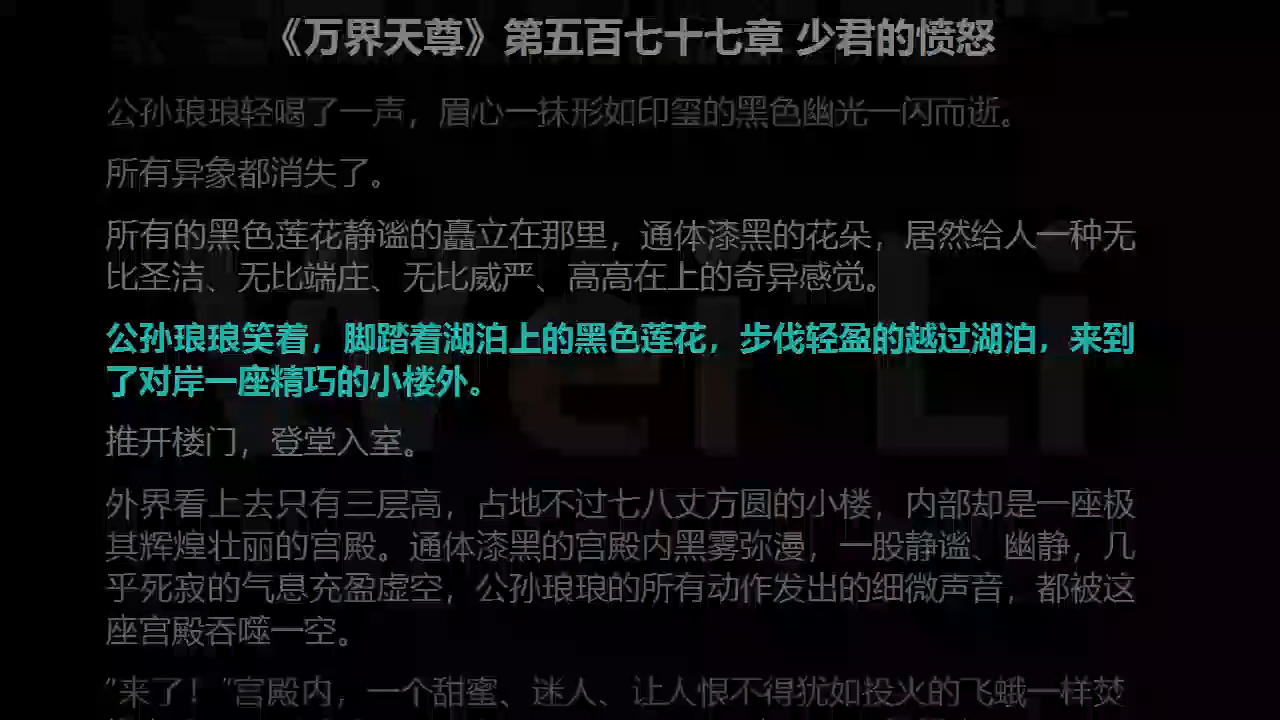 《万界天尊》第五百七十七章 少君的愤怒
公孙琅琅轻喝了一声，眉心一抹形如印玺的黑色幽光一闪而逝。
所有异象都消失了。
所有的黑色莲花静谧的矗立在那里，通体漆黑的花朵，居然给人一种无
比圣洁、无比端庄、无比威严、高高在上的奇异感觉。
公孙琅琅笑着，脚踏着湖泊上的黑色莲花，步伐轻盈的越过湖泊，来到
了对岸一座精巧的小楼外。
推开楼门，登堂入室。
外界看上去只有三层高，占地不过七八丈方圆的小楼，内部却是一座极
其辉煌壮丽的宫殿。通体漆黑的宫殿内黑雾弥漫，一股静谧、幽静，几
乎死寂的气息充盈虚空，公孙琅琅的所有动作发出的细微声音，都被这
座宫殿吞噬一空。
“来了！”宫殿内，一个甜蜜、迷人、让人恨不得犹如投火的飞蛾一样焚
Wei Li